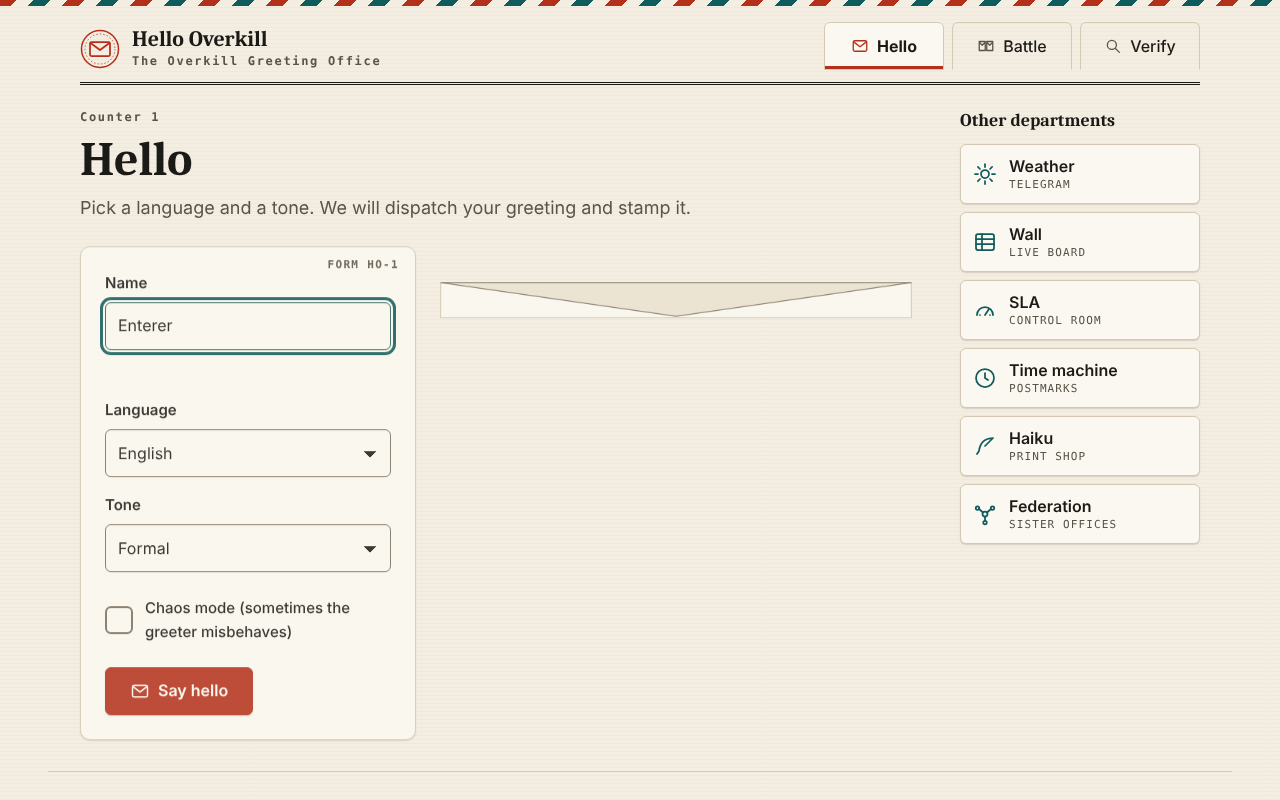 Hello Overkill
The Overkill Greeting Office
Hello
Battle
Verify
Counter 1
Hello
Pick a language and a tone. We will dispatch your greeting and stamp it.
FORM HO-1
Name
Enterer
Language
English
Tone
Formal
Chaos mode (sometimes the
greeter misbehaves)
Say hello
Other departments
Weather
TELEGRAM
Wall
LIVE BOARD
SLA
CONTROL ROOM
Time machine
POSTMARKS
Haiku
PRINT SHOP
Federation
SISTER OFFICES